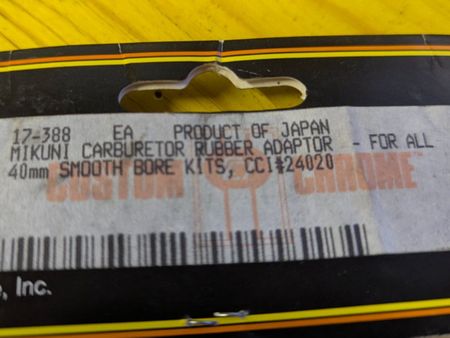 17-388 EA PRODUCT OF JAPAN
MIKUNI CARBURETOR RUBBER ADAPTOR - FOR ALL
40mm SMOOTH BORE KITS, CCI#24020
CUSTOM CHROME™
, Inc.